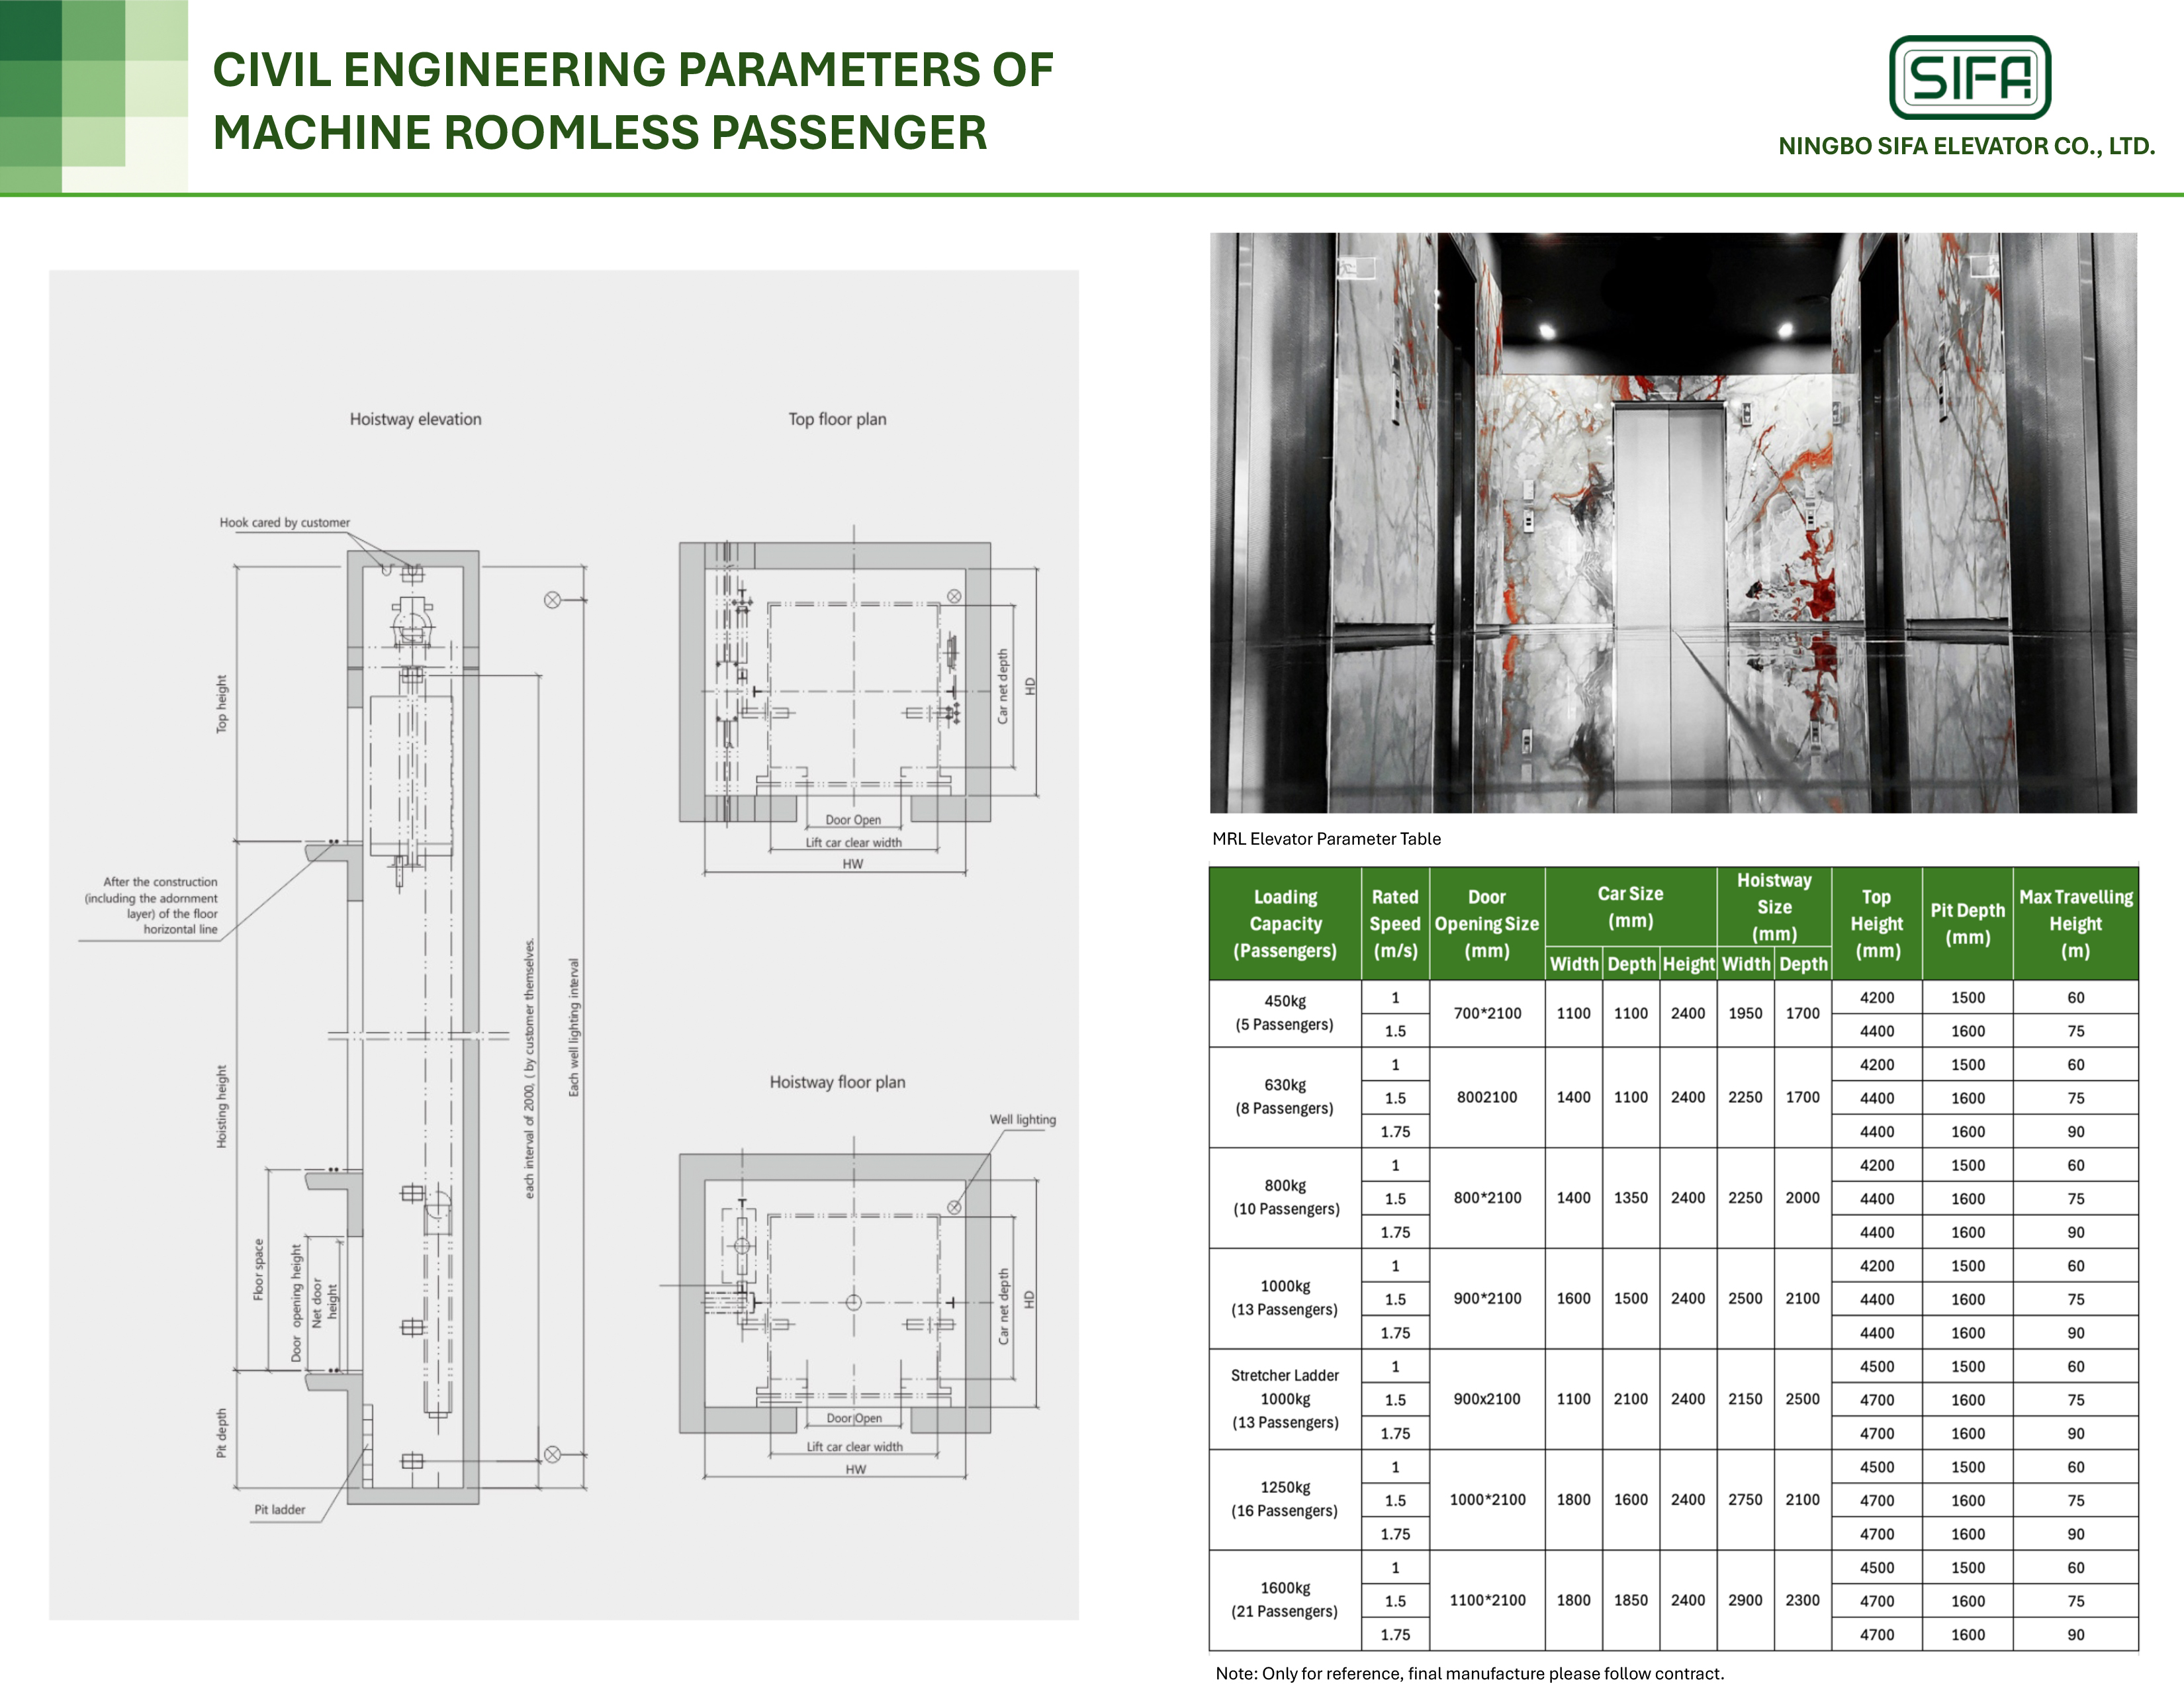 CIVIL ENGINEERING PARAMETERS OF
MACHINE ROOMLESS PASSENGER
SIFA
NINGBO SIFA ELEVATOR CO., LTD.
Hoistway elevation
Top floor plan
Hook cared by customer
Top height
After the construction
(including the adornment
layer) of the floor
horizontal line
Hoisting height
Floor space
Door opening height
Net door
height
Pit depth
Pit ladder
each interval of 2000, ( by customer themselves.
Each well lighting interval
Car net depth
HD
Door Open
Lift car clear width
HW
Hoistway floor plan
Well lighting
Car net depth
HD
Door Open
Lift car clear width
HW
MRL Elevator Parameter Table
Loading Capacity (Passengers) Rated Speed (m/s) Door Opening Size (mm) Car Size (mm) Hoistway Size (mm) Top Height (mm) Pit Depth (mm) Max Travelling Height (m)
Width Depth Height Width Depth
450kg (5 Passengers) 1 700*2100 1100 1100 2400 1950 1700 4200 1500 60
1.5 4400 1600 75
630kg (8 Passengers) 1 8002100 1400 1100 2400 2250 1700 4200 1500 60
1.5 4400 1600 75
1.75 4400 1600 90
800kg (10 Passengers) 1 800*2100 1400 1350 2400 2250 2000 4200 1500 60
1.5 4400 1600 75
1.75 4400 1600 90
1000kg (13 Passengers) 1 900*2100 1600 1500 2400 2500 2100 4200 1500 60
1.5 4400 1600 75
1.75 4400 1600 90
Stretcher Ladder 1000kg (13 Passengers) 1 900x2100 1100 2100 2400 2150 2500 4500 1500 60
1.5 4700 1600 75
1.75 4700 1600 90
1250kg (16 Passengers) 1 1000*2100 1800 1600 2400 2750 2100 4500 1500 60
1.5 4700 1600 75
1.75 4700 1600 90
1600kg (21 Passengers) 1 1100*2100 1800 1850 2400 2900 2300 4500 1500 60
1.5 4700 1600 75
1.75 4700 1600 90
Note: Only for reference, final manufacture please follow contract.